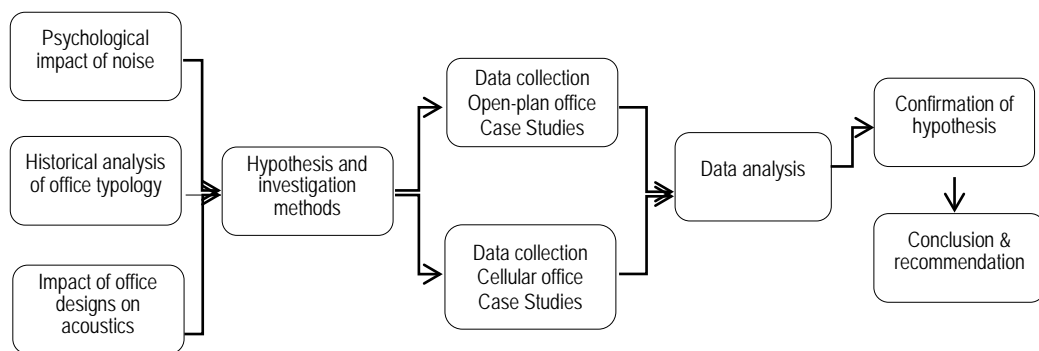 Psychological
impact of noise
Historical analysis
of office typology
Impact of office
designs on
acoustics
Hypothesis and
investigation
methods
Data collection
Open-plan office
Case Studies
Data collection
Cellular office
Case Studies
Data analysis
Confirmation of
hypothesis
Conclusion &
recommendation